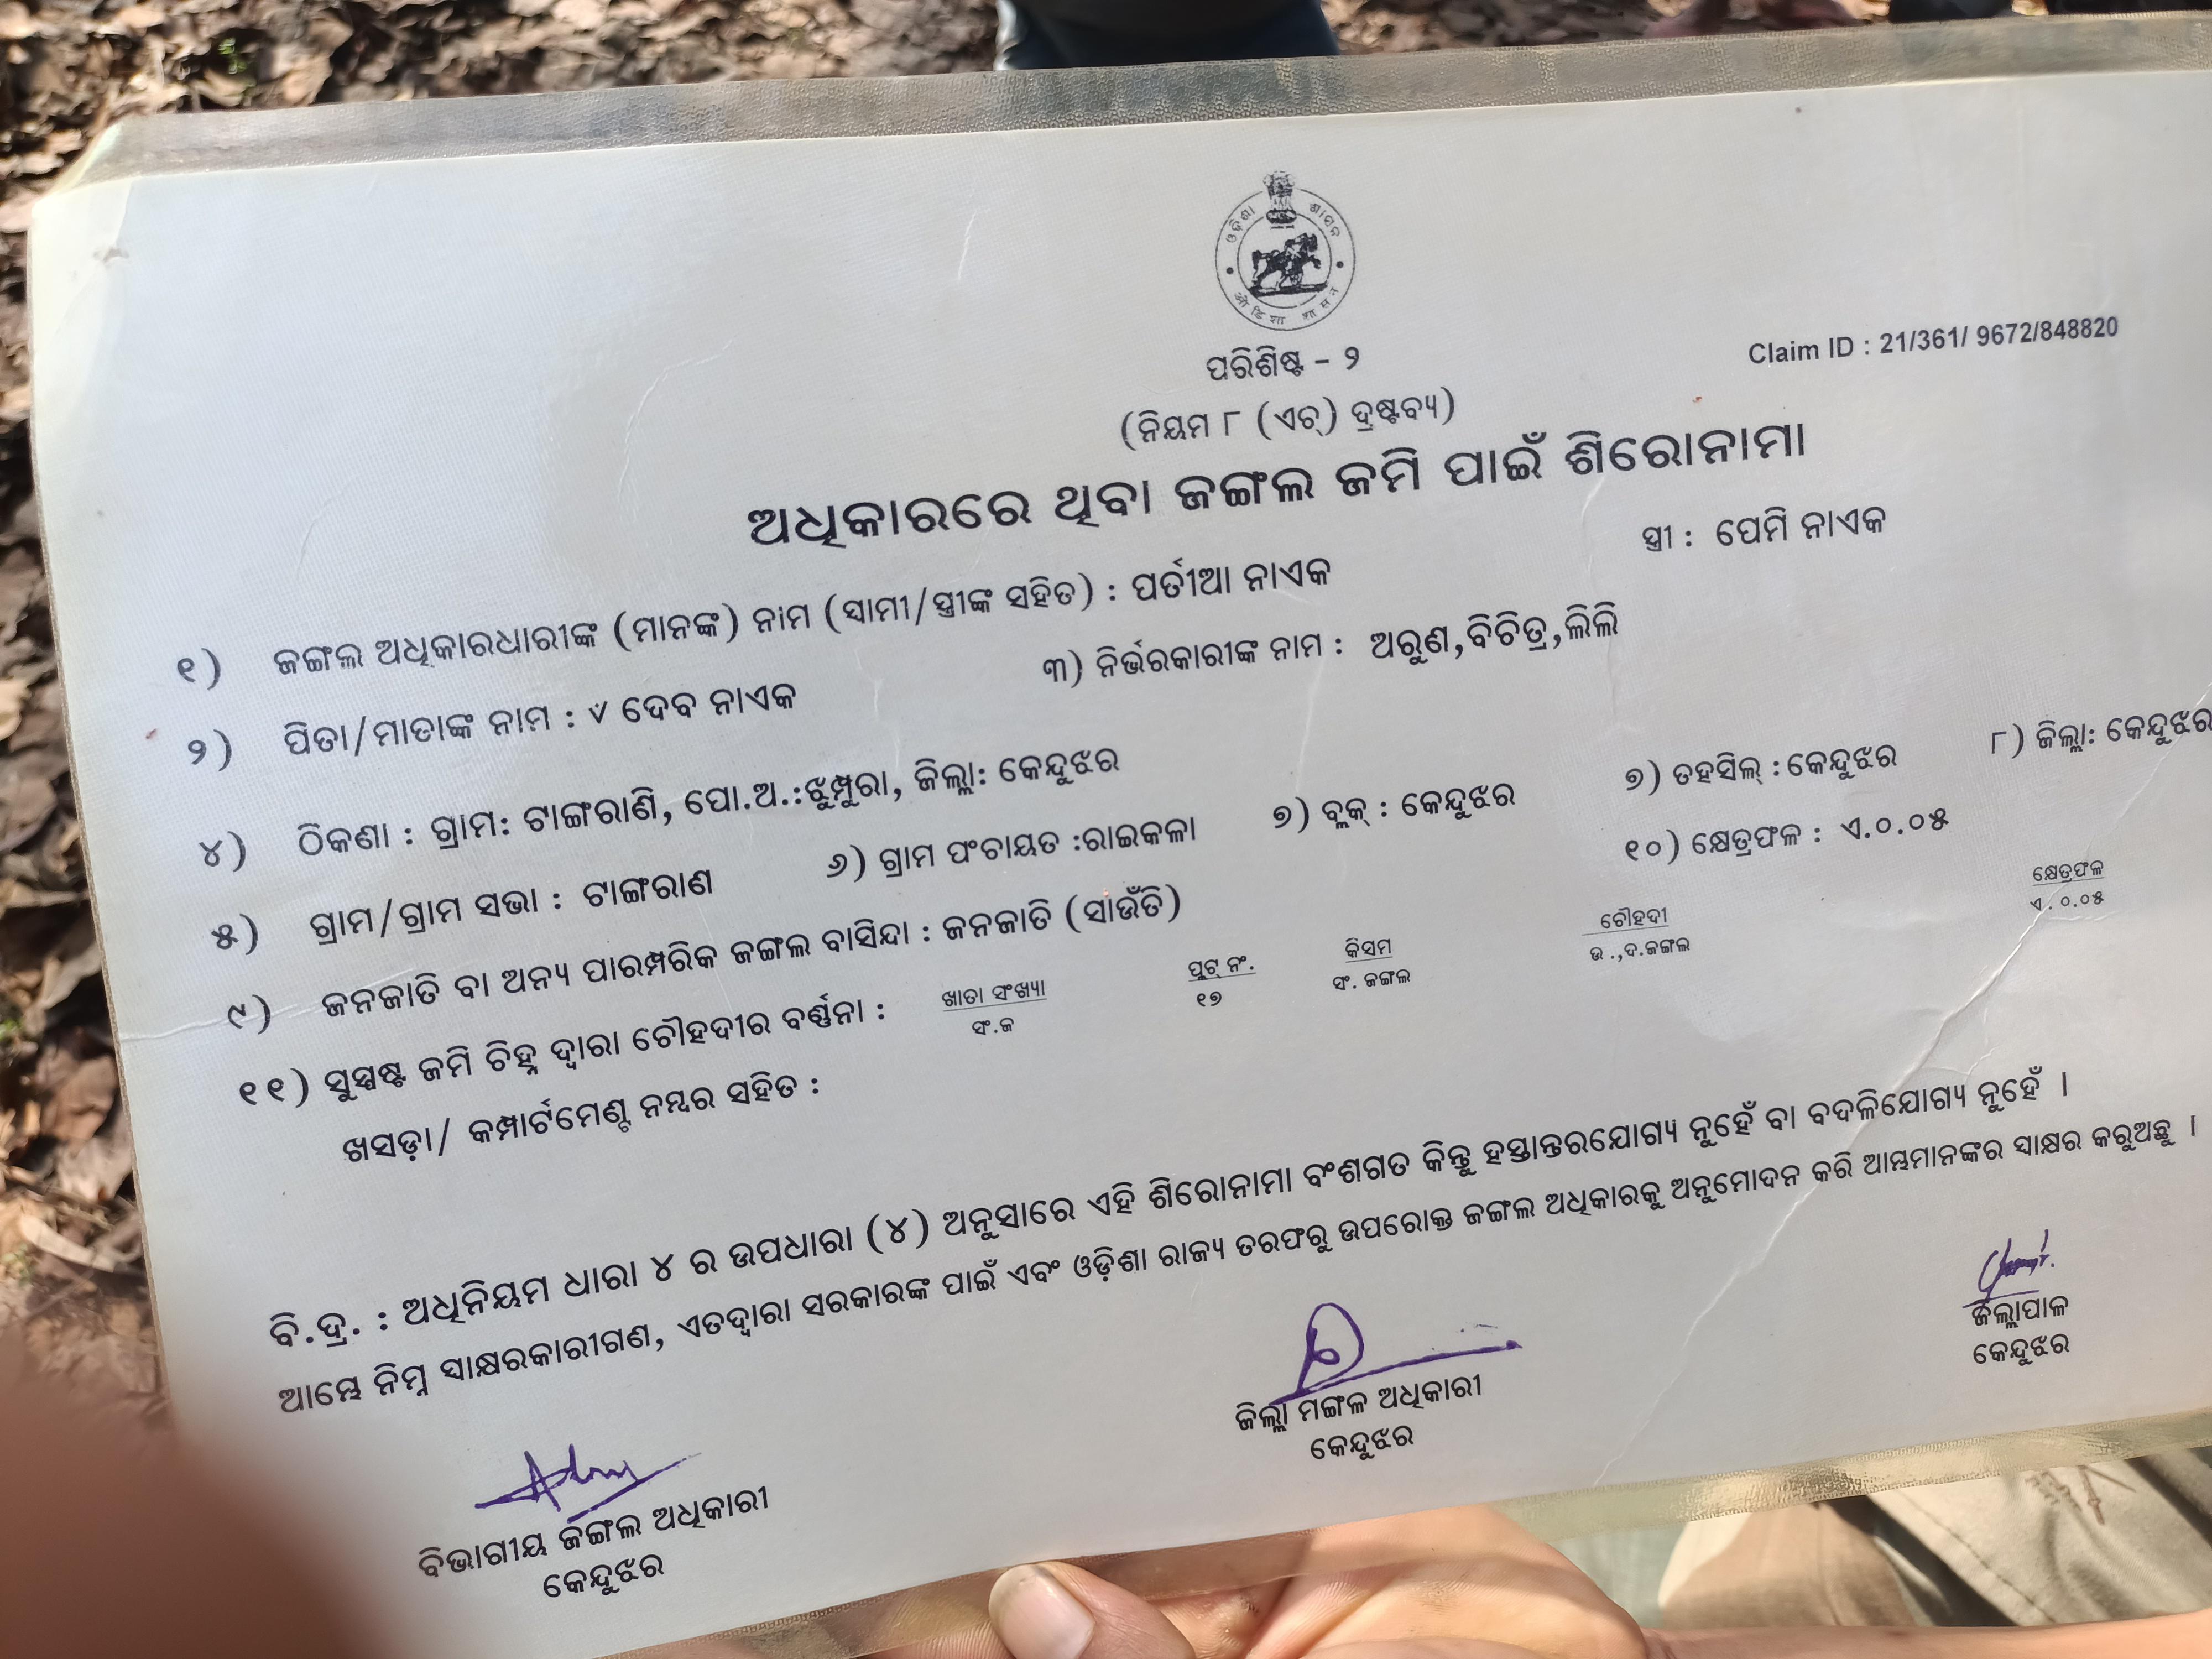 ଓଡ଼ିଶା ଶାସନ
ओडिशा शासन
ପରିଶିଷ୍ଟ - ୨
Claim ID : 21/361/ 9672/848820
(ନିୟମ ୮ (ଏଚ୍) ଦ୍ରଷ୍ଟବ୍ୟ)
ଅଧିକାରରେ ଥିବା ଜଙ୍ଗଲ ଜମି ପାଇଁ ଶିରୋନାମା
୧) ଜଙ୍ଗଲ ଅଧିକାରଧାରୀଙ୍କ (ମାନଙ୍କ) ନାମ (ସ୍ୱାମୀ/ସ୍ତ୍ରୀଙ୍କ ସହିତ) : ପର୍ତୀଆ ନାଏକ ସ୍ତ୍ରୀ : ପେମି ନାଏକ
୨) ପିତା/ମାତାଙ୍କ ନାମ : ୰ ଦେବ ନାଏକ ୩) ନିର୍ଭରକାରୀଙ୍କ ନାମ : ଅରୁଣ,ବିଚିତ୍ର,ଲିଲି
୪) ଠିକଣା : ଗ୍ରାମ: ଟାଙ୍ଗରାଣି, ପୋ.ଅ.:ଝୁମ୍ପୁରା, ଜିଲ୍ଲା: କେନ୍ଦୁଝର
୫) ଗ୍ରାମ/ଗ୍ରାମ ସଭା : ଟାଙ୍ଗରାଣ ୬) ଗ୍ରାମ ପଂଚାୟତ :ରାଇକଳା ୭) ବ୍ଲକ୍ : କେନ୍ଦୁଝର ୭) ତହସିଲ୍ : କେନ୍ଦୁଝର ୮) ଜିଲ୍ଲା: କେନ୍ଦୁଝର
୯) ଜନଜାତି ବା ଅନ୍ୟ ପାରମ୍ପରିକ ଜଙ୍ଗଲ ବାସିନ୍ଦା : ଜନଜାତି (ସାଉଁତି) ୧୦) କ୍ଷେତ୍ରଫଳ : ଏ.୦.୦୫
୧୧) ସୁସ୍ପଷ୍ଟ ଜମି ଚିହ୍ନ ଦ୍ୱାରା ଚୌହଦୀର ବର୍ଣ୍ଣନା : ଖାତା ସଂଖ୍ୟା ପ୍ଲଟ୍ ନଂ. କିସମ ଚୌହଦୀ କ୍ଷେତ୍ରଫଳ
ସଂ.ଜ ୧୭ ସଂ. ଜଙ୍ଗଲ ଉ .,ଦ.ଜଙ୍ଗଲ ଏ . ୦.୦୫
ଖସଡ଼ା/ କମ୍ପାର୍ଟମେଣ୍ଟ ନମ୍ବର ସହିତ :
ବି.ଦ୍ର. : ଅଧିନିୟମ ଧାରା ୪ ର ଉପଧାରା (୪) ଅନୁସାରେ ଏହି ଶିରୋନାମା ବଂଶଗତ କିନ୍ତୁ ହସ୍ତାନ୍ତରଯୋଗ୍ୟ ନୁହେଁ ବା ବଦଳିଯୋଗ୍ୟ ନୁହେଁ ।
ଆମ୍ଭେ ନିମ୍ନ ସ୍ୱାକ୍ଷରକାରୀଗଣ, ଏତଦ୍ୱାରା ସରକାରଙ୍କ ପାଇଁ ଏବଂ ଓଡ଼ିଶା ରାଜ୍ୟ ତରଫରୁ ଉପରୋକ୍ତ ଜଙ୍ଗଲ ଅଧିକାରକୁ ଅନୁମୋଦନ କରି ଆମ୍ଭମାନଙ୍କର ସ୍ୱାକ୍ଷର କରୁଅଛୁ ।
ବିଭାଗୀୟ ଜଙ୍ଗଲ ଅଧିକାରୀ
କେନ୍ଦୁଝର
ଜିଲ୍ଲା ମଙ୍ଗଳ ଅଧିକାରୀ
କେନ୍ଦୁଝର
ଜିଲ୍ଲାପାଳ
କେନ୍ଦୁଝର